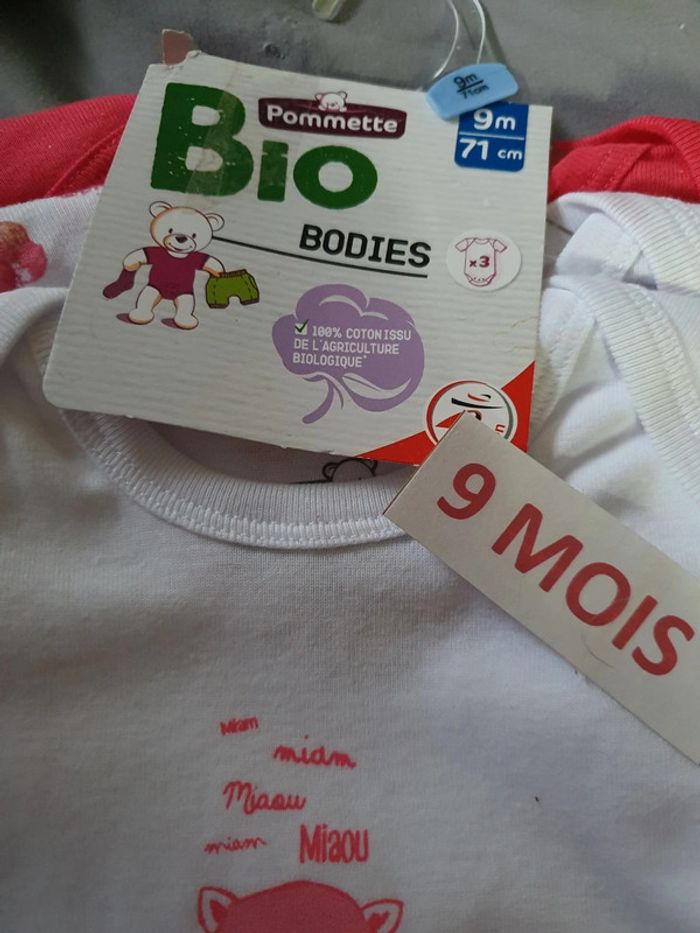 9m
71cm
Pommette
Bio
9m
71 cm
BODIES
x3
✓ 100% COTON ISSU
DE L'AGRICULTURE
BIOLOGIQUE*
9 MOIS
Miam
miam
Miaou
miam
Miaou